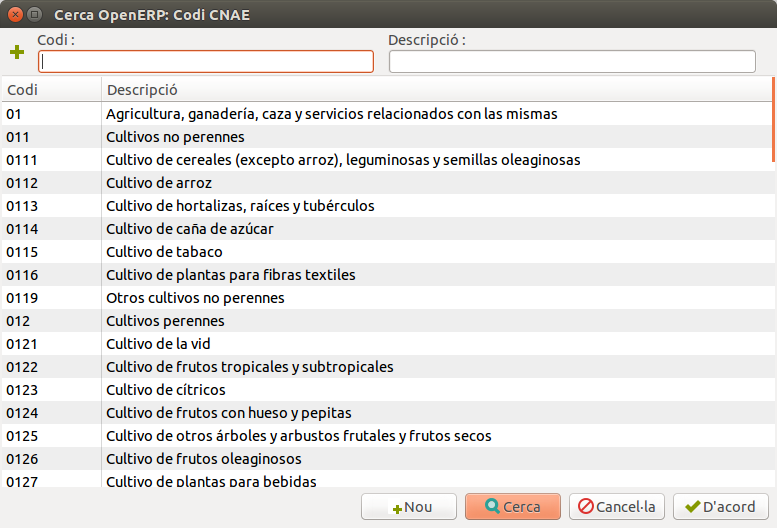 Cerca OpenERP: Codi CNAE
Codi : Descripció :
Codi Descripció
01 Agricultura, ganadería, caza y servicios relacionados con las mismas
011 Cultivos no perennes
0111 Cultivo de cereales (excepto arroz), leguminosas y semillas oleaginosas
0112 Cultivo de arroz
0113 Cultivo de hortalizas, raíces y tubérculos
0114 Cultivo de caña de azúcar
0115 Cultivo de tabaco
0116 Cultivo de plantas para fibras textiles
0119 Otros cultivos no perennes
012 Cultivos perennes
0121 Cultivo de la vid
0122 Cultivo de frutos tropicales y subtropicales
0123 Cultivo de cítricos
0124 Cultivo de frutos con hueso y pepitas
0125 Cultivo de otros árboles y arbustos frutales y frutos secos
0126 Cultivo de frutos oleaginosos
0127 Cultivo de plantas para bebidas
Nou Cerca Cancel·la D'acord